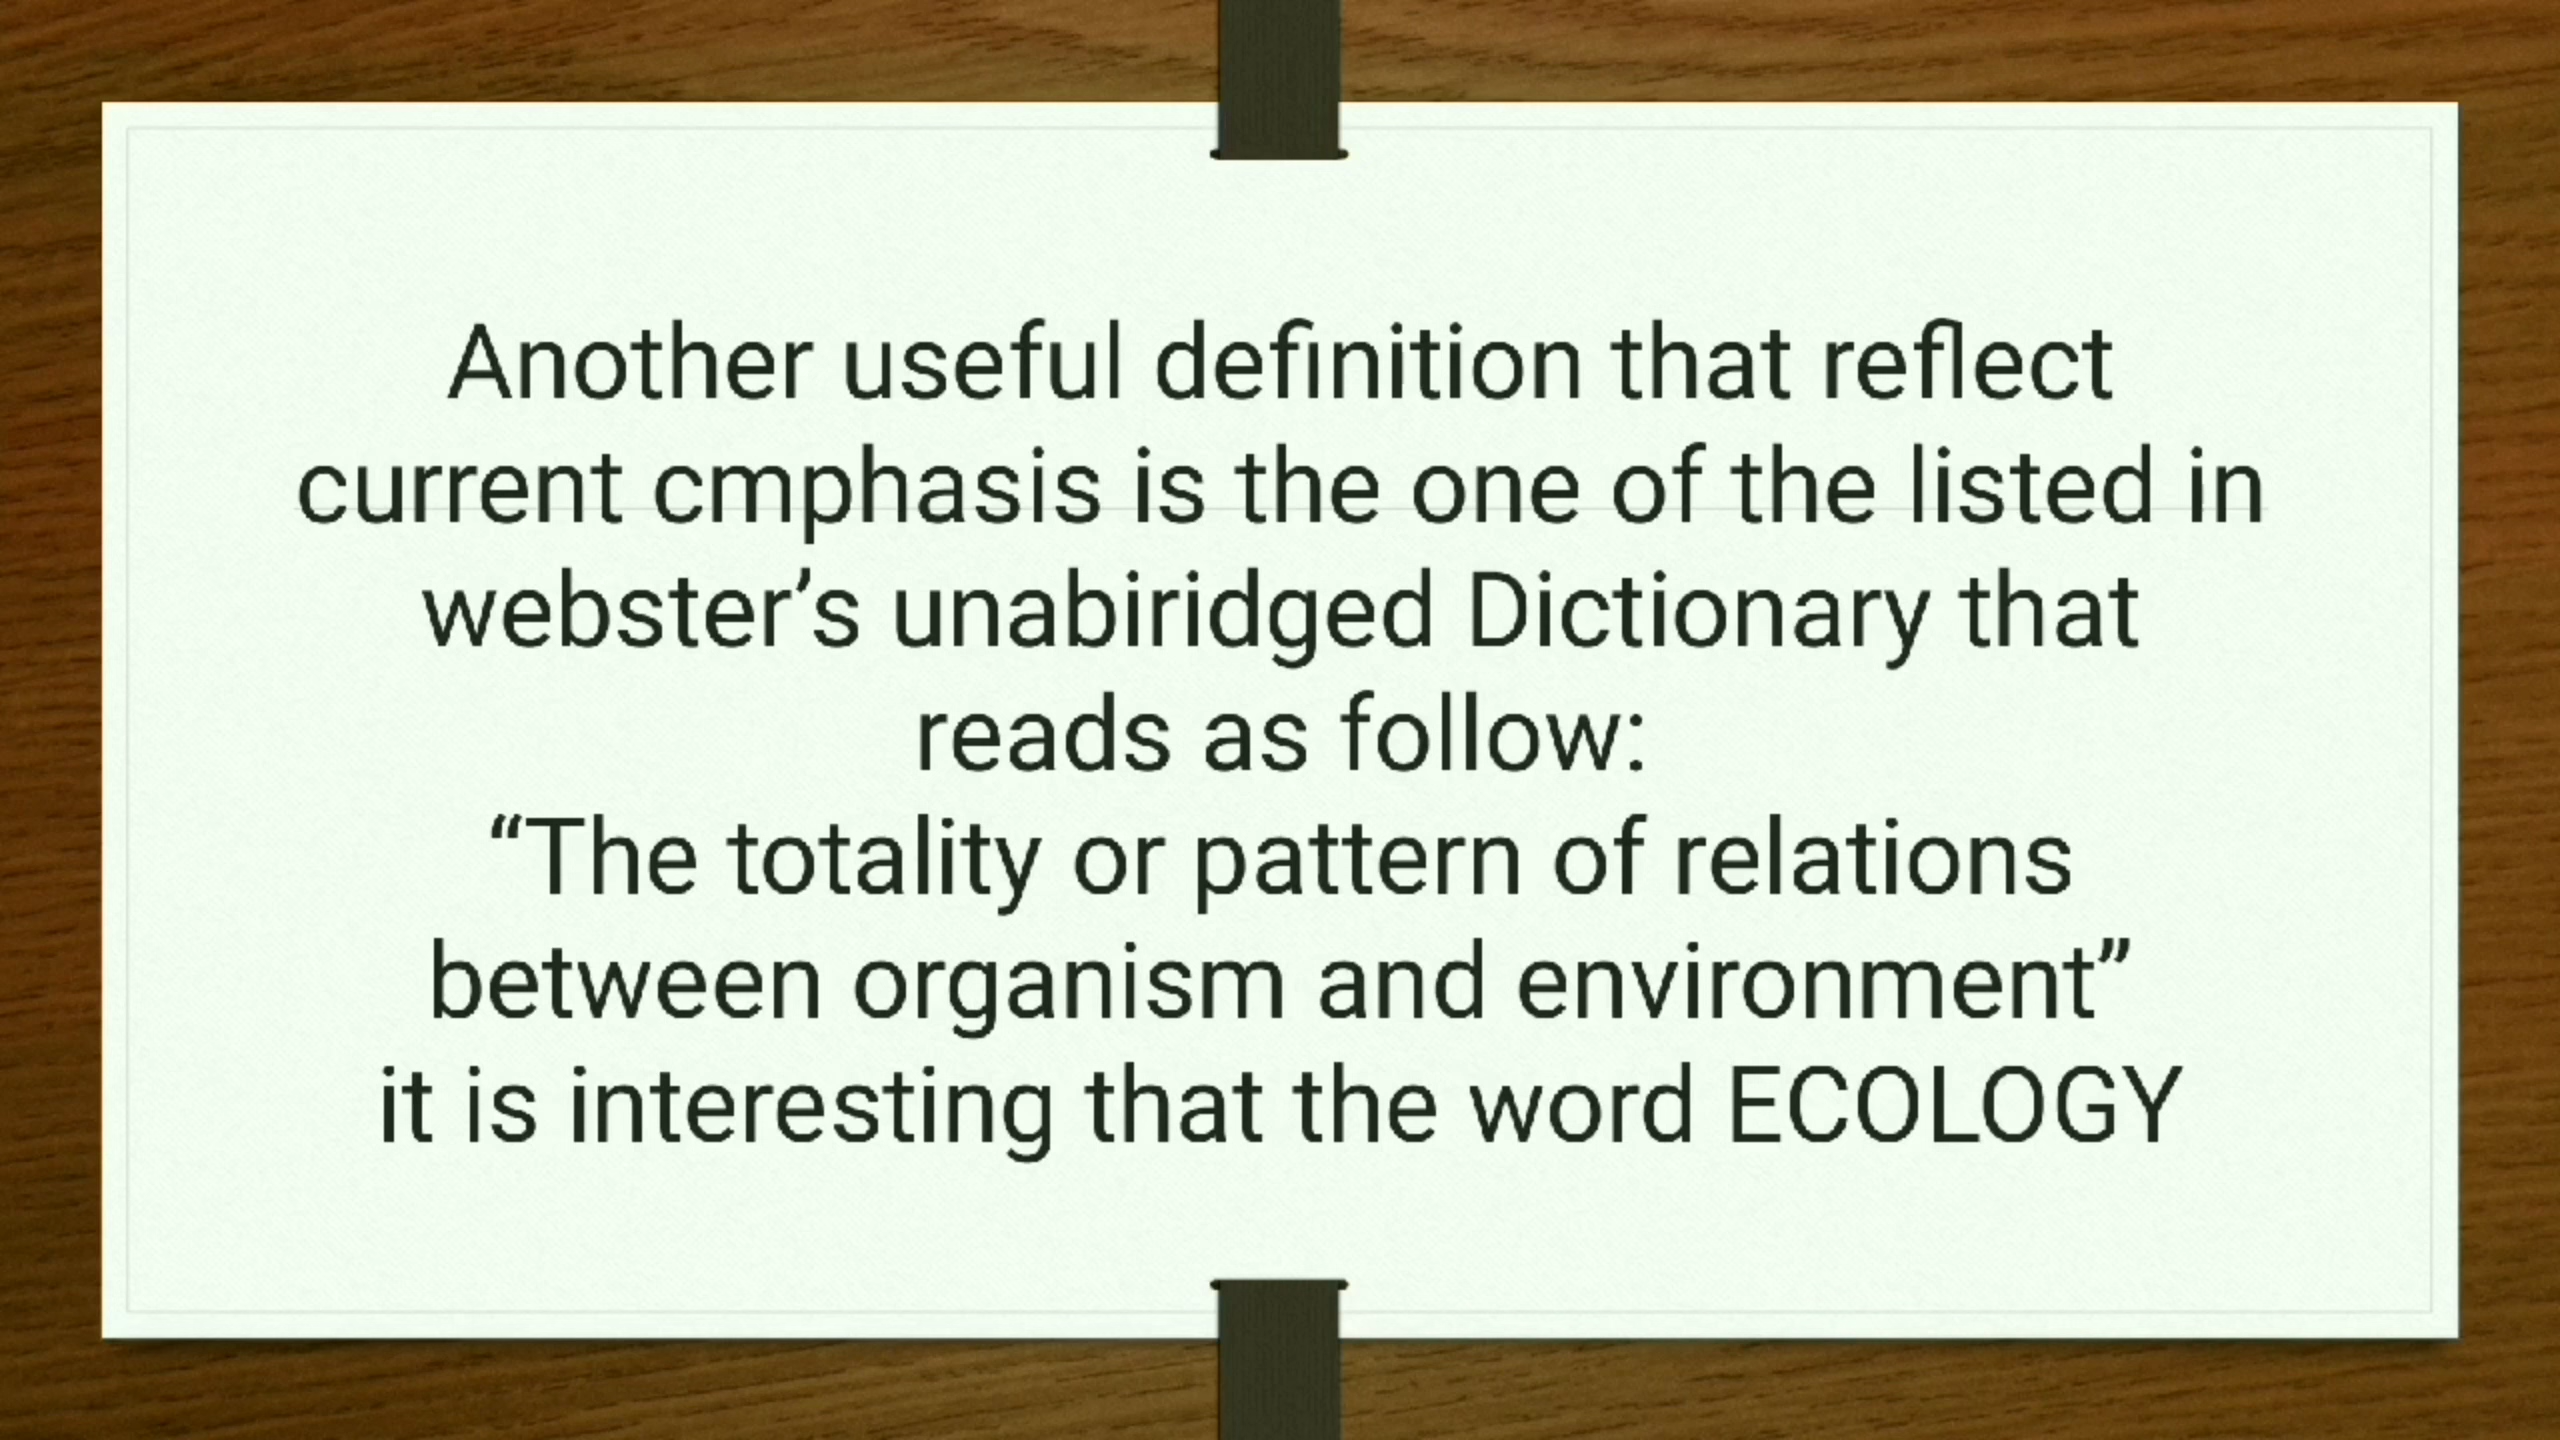 Another useful definition that reflect
current cmphasis is the one of the listed in
webster’s unabiridged Dictionary that
reads as follow:
“The totality or pattern of relations
between organism and environment”
it is interesting that the word ECOLOGY